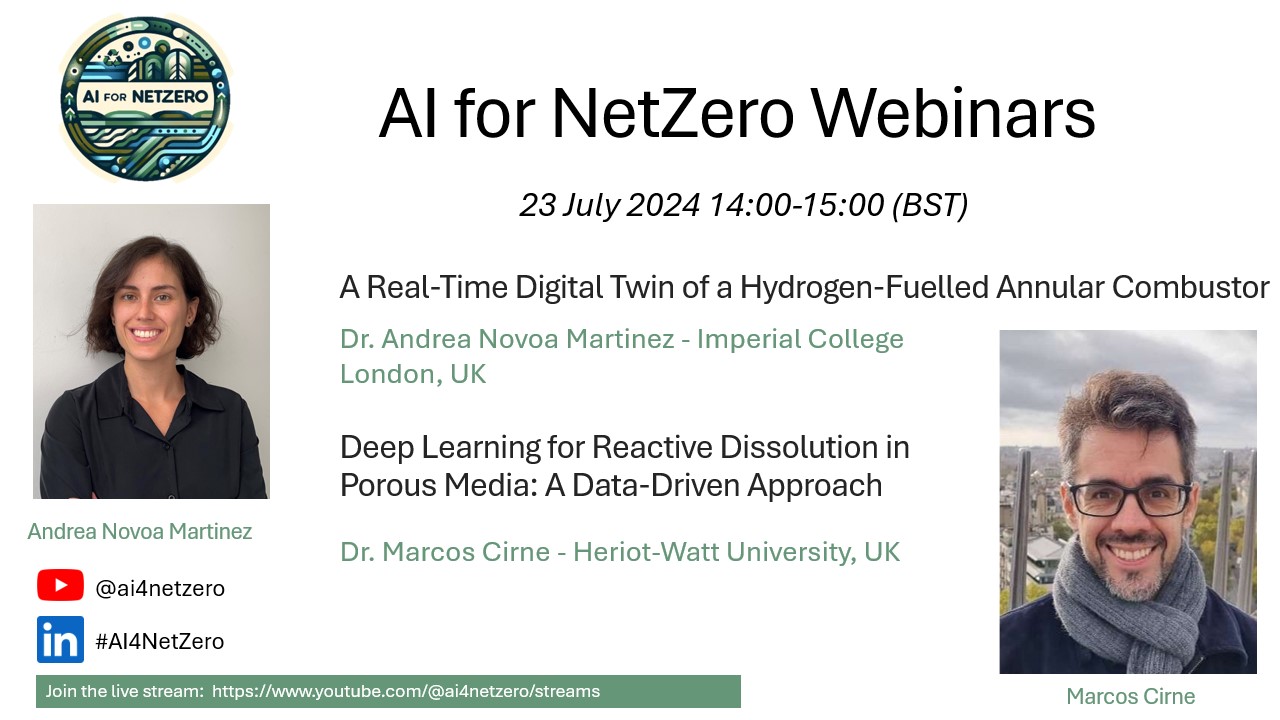 AI FOR NETZERO
AI for NetZero Webinars
23 July 2024 14:00-15:00 (BST)
A Real-Time Digital Twin of a Hydrogen-Fuelled Annular Combustor
Dr. Andrea Novoa Martinez - Imperial College
London, UK
Deep Learning for Reactive Dissolution in
Porous Media: A Data-Driven Approach
Dr. Marcos Cirne - Heriot-Watt University, UK
Andrea Novoa Martinez
@ai4netzero
in
#AI4NetZero
Join the live stream: https://www.youtube.com/@ai4netzero/streams
Marcos Cirne